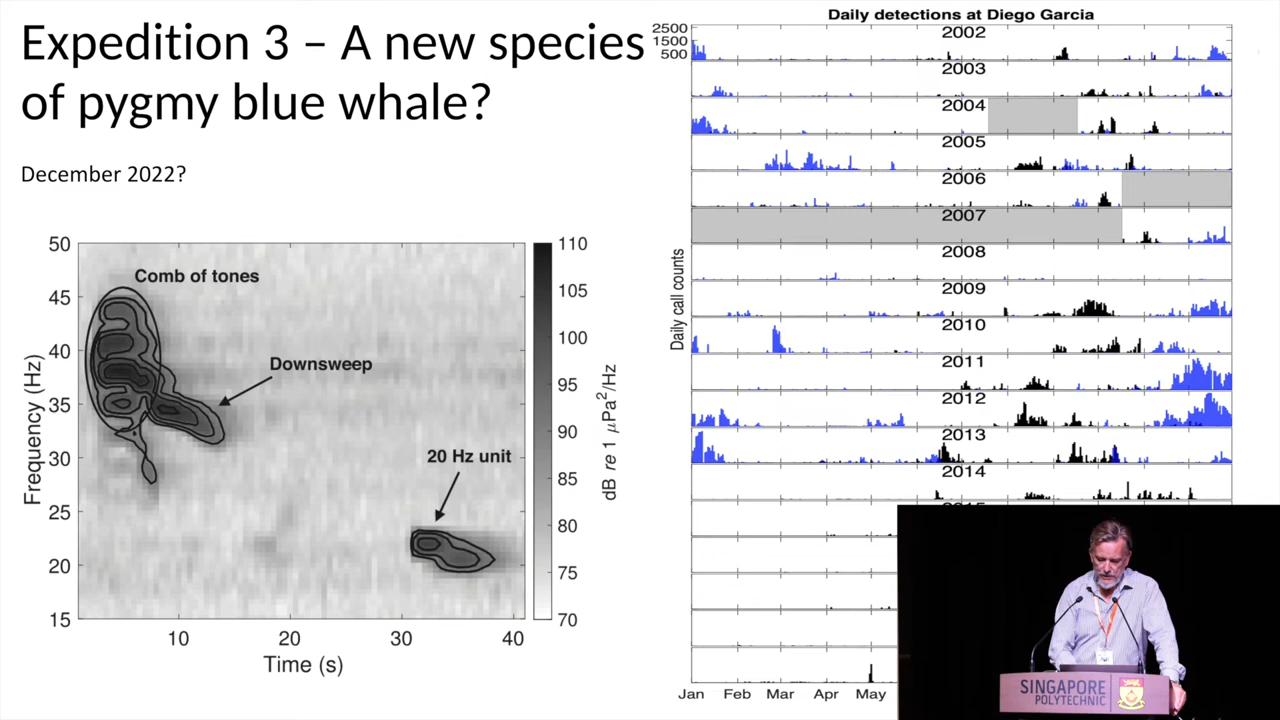 Expedition 3 – A new species
of pygmy blue whale?
December 2022?
50
45
40
35
30
25
20
15
Frequency (Hz)
10
20
30
40
Time (s)
Comb of tones
Downsweep
20 Hz unit
110
105
100
95
90
85
80
75
70
dB re 1 μPa²/Hz
Daily detections at Diego Garcia
2500
1500
500
Daily call counts
2002
2003
2004
2005
2006
2007
2008
2009
2010
2011
2012
2013
2014
Jan Feb Mar Apr May
SINGAPORE
POLYTECHNIC